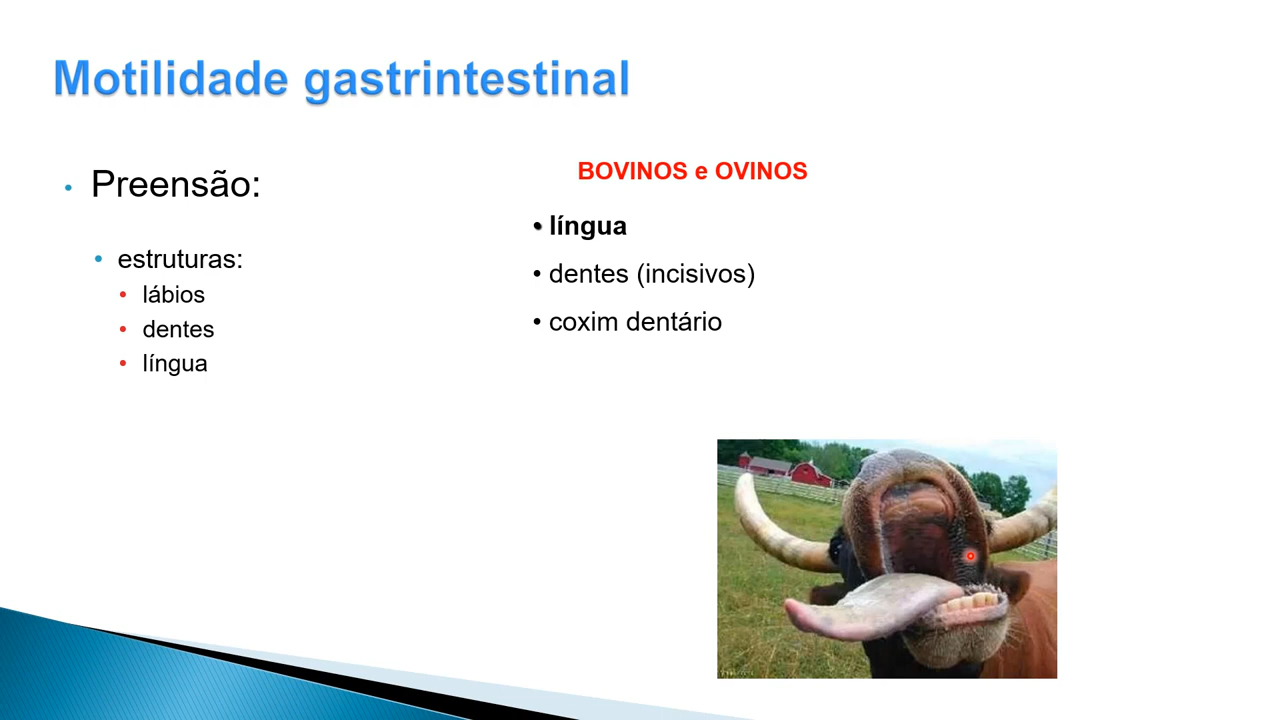 Motilidade gastrintestinal
• Preensão:
• estruturas:
• lábios
• dentes
• língua
BOVINOS e OVINOS
• língua
• dentes (incisivos)
• coxim dentário